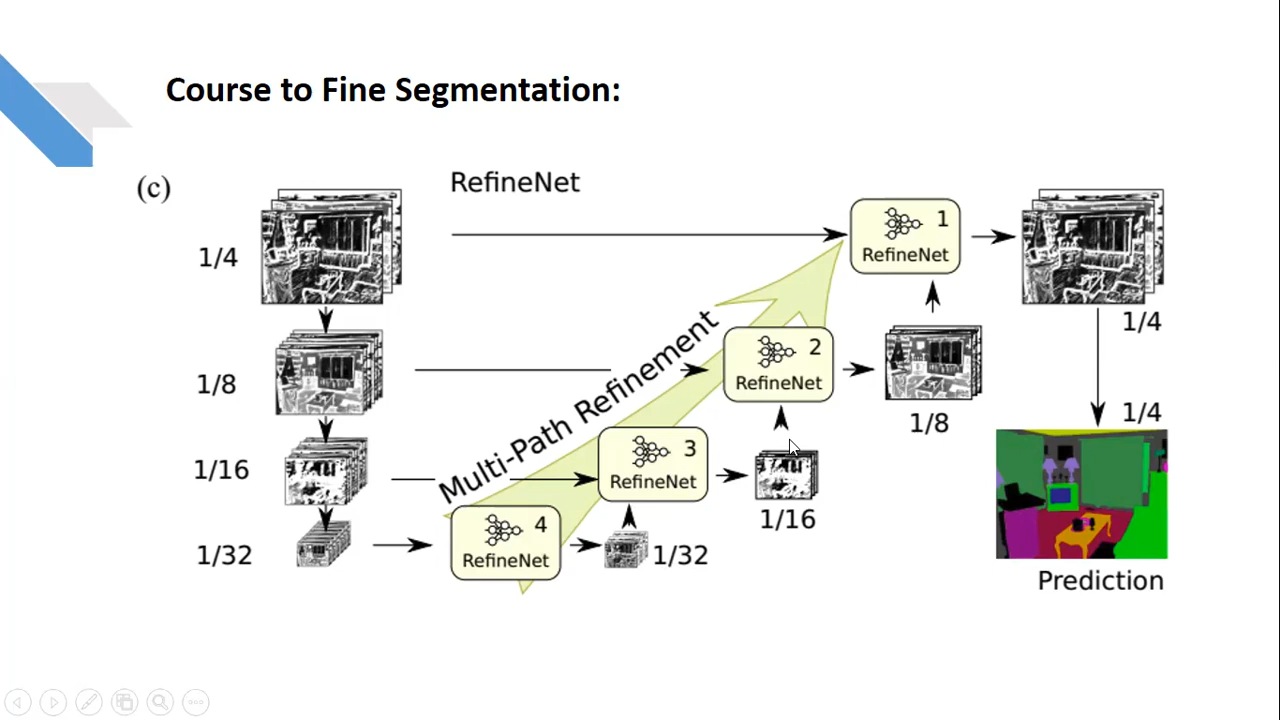 Course to Fine Segmentation:
(c)
RefineNet
1/4
1
RefineNet
1/4
1/8
2
RefineNet
1/8
1/4
Multi-Path Refinement
1/16
3
RefineNet
1/16
1/32
4
RefineNet
1/32
Prediction